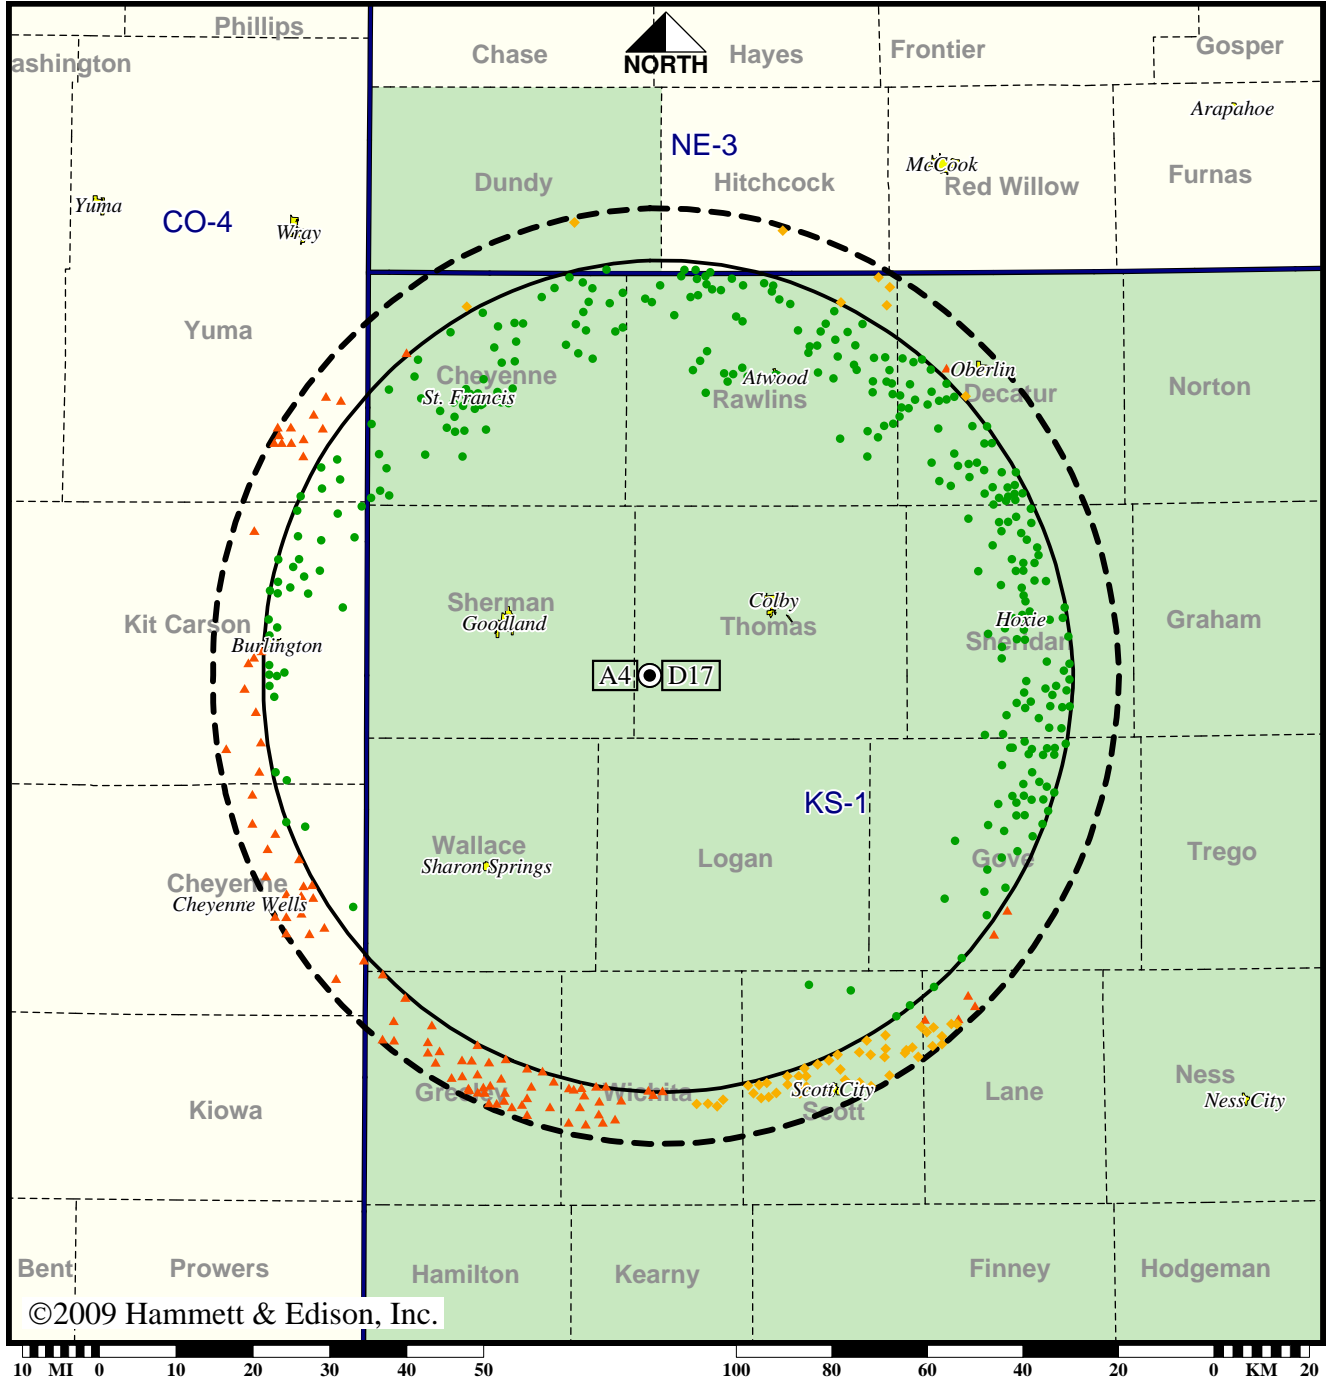 Phillips
Chase
Hayes
Frontier
Gosper
ashington
NORTH
Arapahoe
NE-3
McCook
Dundy
Hitchcock
Red Willow
Furnas
Yuma
CO-4
Wray
Yuma
Cheyenne
St. Francis
Atwood
Rawlins
Oberlin
Decatur
Norton
Sherman
Goodland
Colby
Thomas
Hoxie
Sheridan
Graham
Kit Carson
Burlington
A4
D17
KS-1
Wallace
Sharon Springs
Logan
Gove
Trego
Cheyenne
Cheyenne Wells
Kiowa
Greeley
Wichita
Scott City
Scott
Lane
Ness
Ness City
Bent
Prowers
Hamilton
Kearny
Finney
Hodgeman
©2009 Hammett & Edison, Inc.
10 MI 0 10 20 30 40 50 100 80 60 40 20 0 KM 20